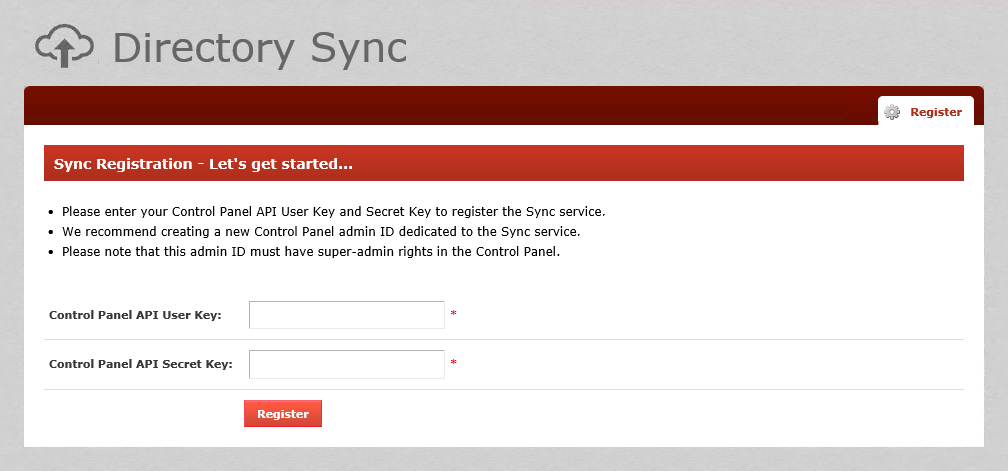 Directory Sync
Register
Sync Registration - Let's get started...
• Please enter your Control Panel API User Key and Secret Key to register the Sync service.
• We recommend creating a new Control Panel admin ID dedicated to the Sync service.
• Please note that this admin ID must have super-admin rights in the Control Panel.
Control Panel API User Key: *
Control Panel API Secret Key: *
Register